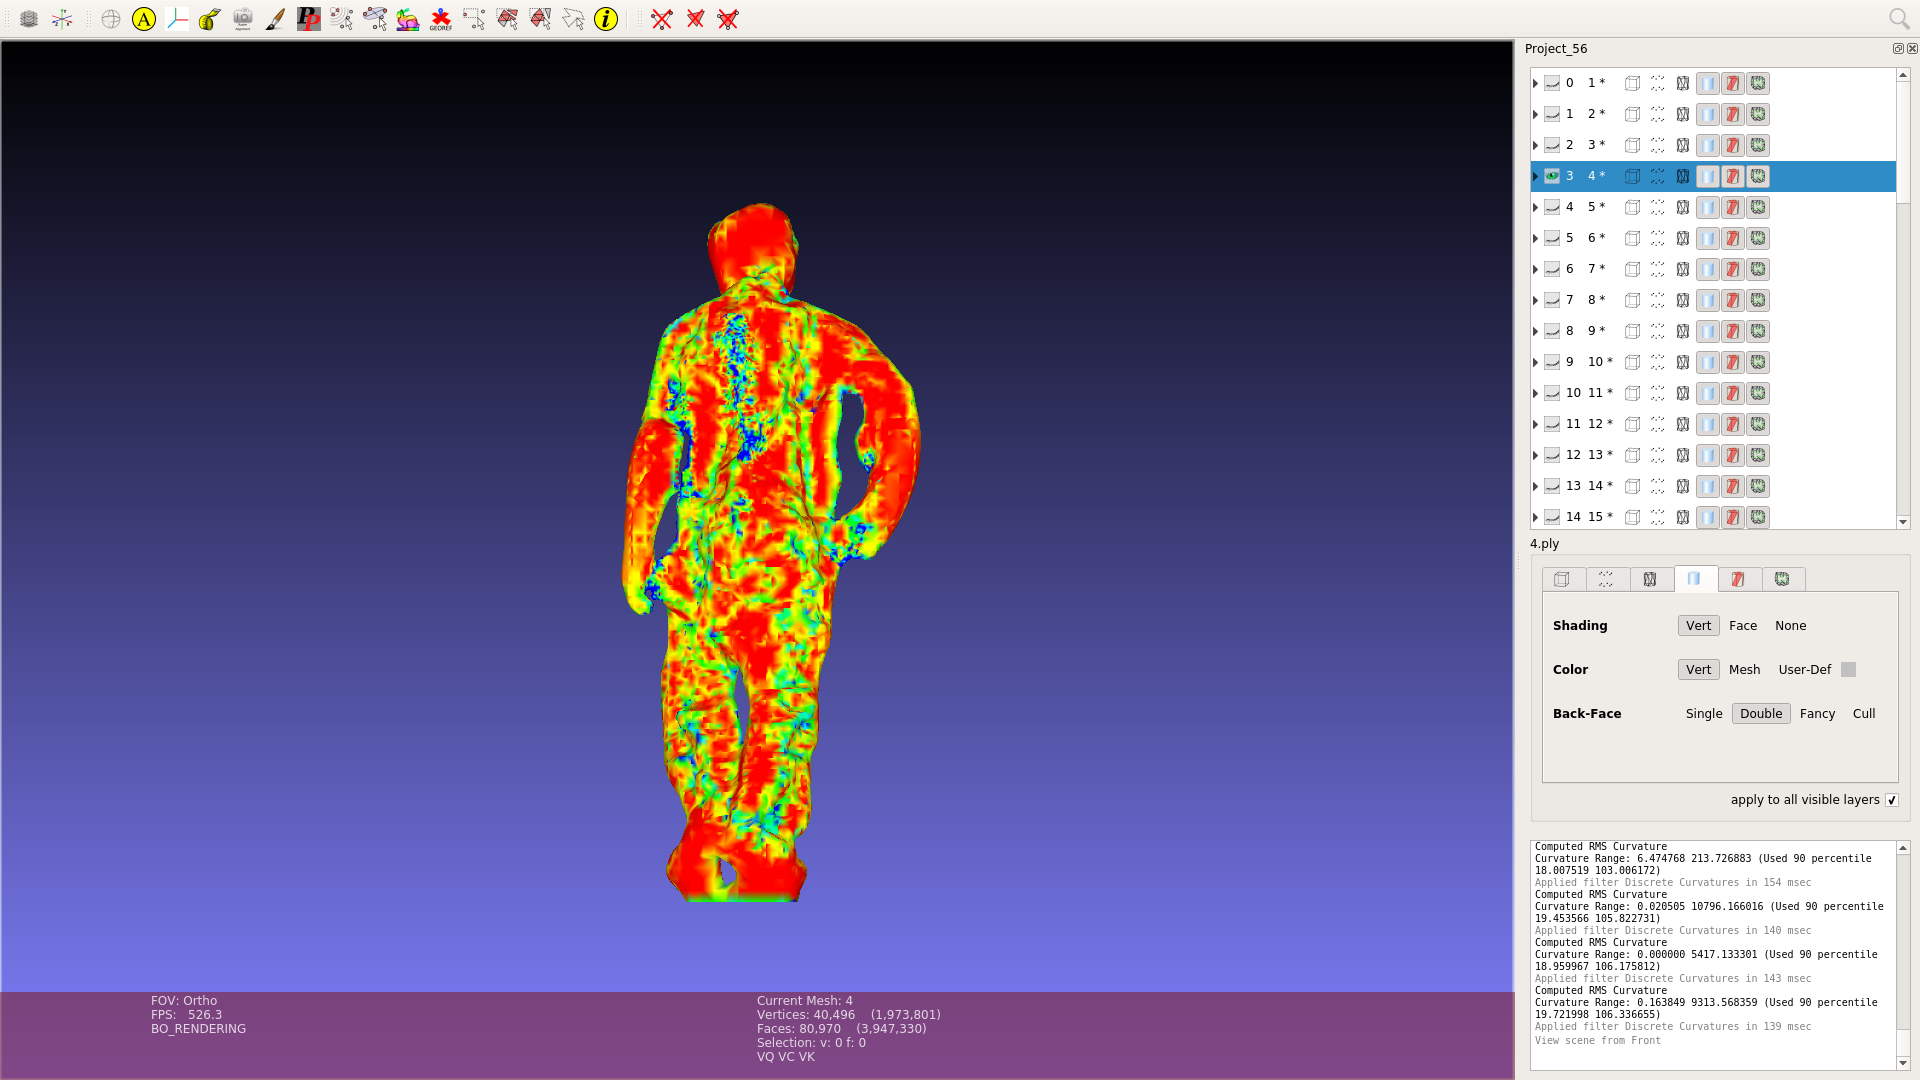 A
PP
GEOREF
i
Project_56
0 1 *
1 2 *
2 3 *
3 4 *
4 5 *
5 6 *
6 7 *
7 8 *
8 9 *
9 10 *
10 11 *
11 12 *
12 13 *
13 14 *
14 15 *
4.ply
Shading Vert Face None
Color Vert Mesh User-Def
Back-Face Single Double Fancy Cull
apply to all visible layers
Computed RMS Curvature
Curvature Range: 6.474768 213.726883 (Used 90 percentile
18.007519 103.006172)
Applied filter Discrete Curvatures in 154 msec
Computed RMS Curvature
Curvature Range: 0.020505 10796.166016 (Used 90 percentile
19.453566 105.822731)
Applied filter Discrete Curvatures in 140 msec
Computed RMS Curvature
Curvature Range: 0.000000 5417.133301 (Used 90 percentile
18.959967 106.175812)
Applied filter Discrete Curvatures in 143 msec
Computed RMS Curvature
Curvature Range: 0.163849 9313.568359 (Used 90 percentile
19.721998 106.336655)
Applied filter Discrete Curvatures in 139 msec
View scene from Front
FOV: Ortho
FPS: 526.3
BO_RENDERING
Current Mesh: 4
Vertices: 40,496 (1,973,801)
Faces: 80,970 (3,947,330)
Selection: v: 0 f: 0
VQ VC VK